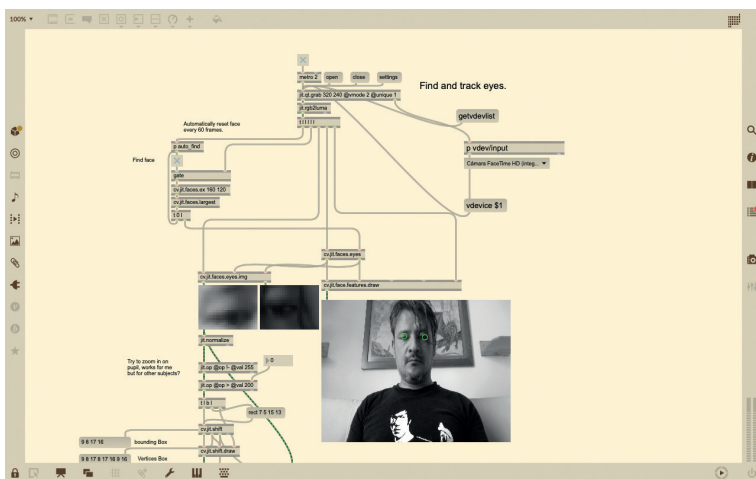 100% ▾
metro 2
open
close
settings
jit.qt.grab 320 240 @vmode 2 @unique 1
Find and track eyes.
jit.rgb2luma
getvdevlist
Automatically reset face
every 60 frames.
t l l l l l
p auto_find
p vdev/input
Find face
Câmara FaceTime HD (integ...
gate
cv.jit.faces.ex 160 120
cv.jit.faces.largest
vdevice $1
t 0 l
cv.jit.faces.eyes
cv.jit.faces.eyes.img
cv.jit.face.features.draw
jit.normalize
Try to zoom in on
pupil, works for me
but for other subjects?
0
jit.op @op !- @val 255
jit.op @op > @val 200
t l b l
rect 7.5 15 13
cv.jit.shift
9 8 17 16
bounding Box
cv.jit.shift.draw
9 8 17 8 17 16 9 16
Vertices Box